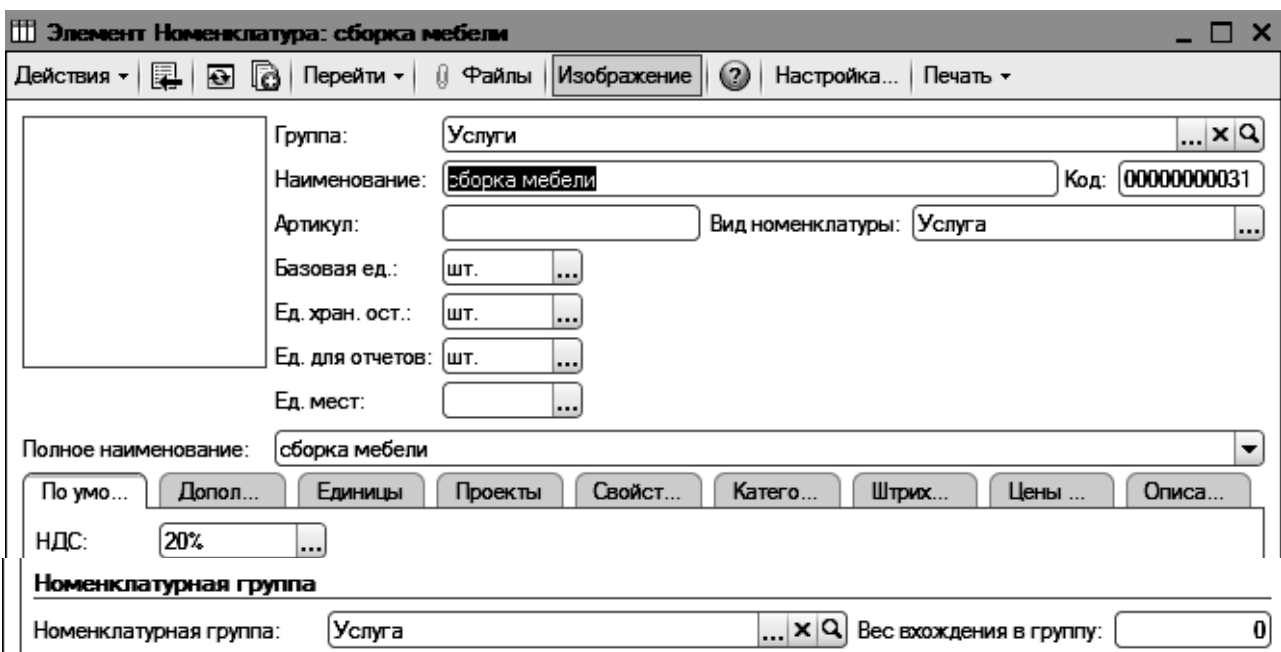 Элемент Номенклатура: сборка мебели
Действия Перейти Файлы Изображение ? Настройка... Печать
Группа: Услуги ...
Наименование: сборка мебели Код: 00000000031
Артикул: Вид номенклатуры: Услуга ...
Базовая ед.: шт. ...
Ед. хран. ост.: шт. ...
Ед. для отчетов: шт. ...
Ед. мест: ...
Полное наименование: сборка мебели
По умо... Допол... Единицы Проекты Свойст... Катего... Штрих... Цены ... Описа...
НДС: 20% ...
Номенклатурная группа
Номенклатурная группа: Услуга ... Вес вхождения в группу: 0